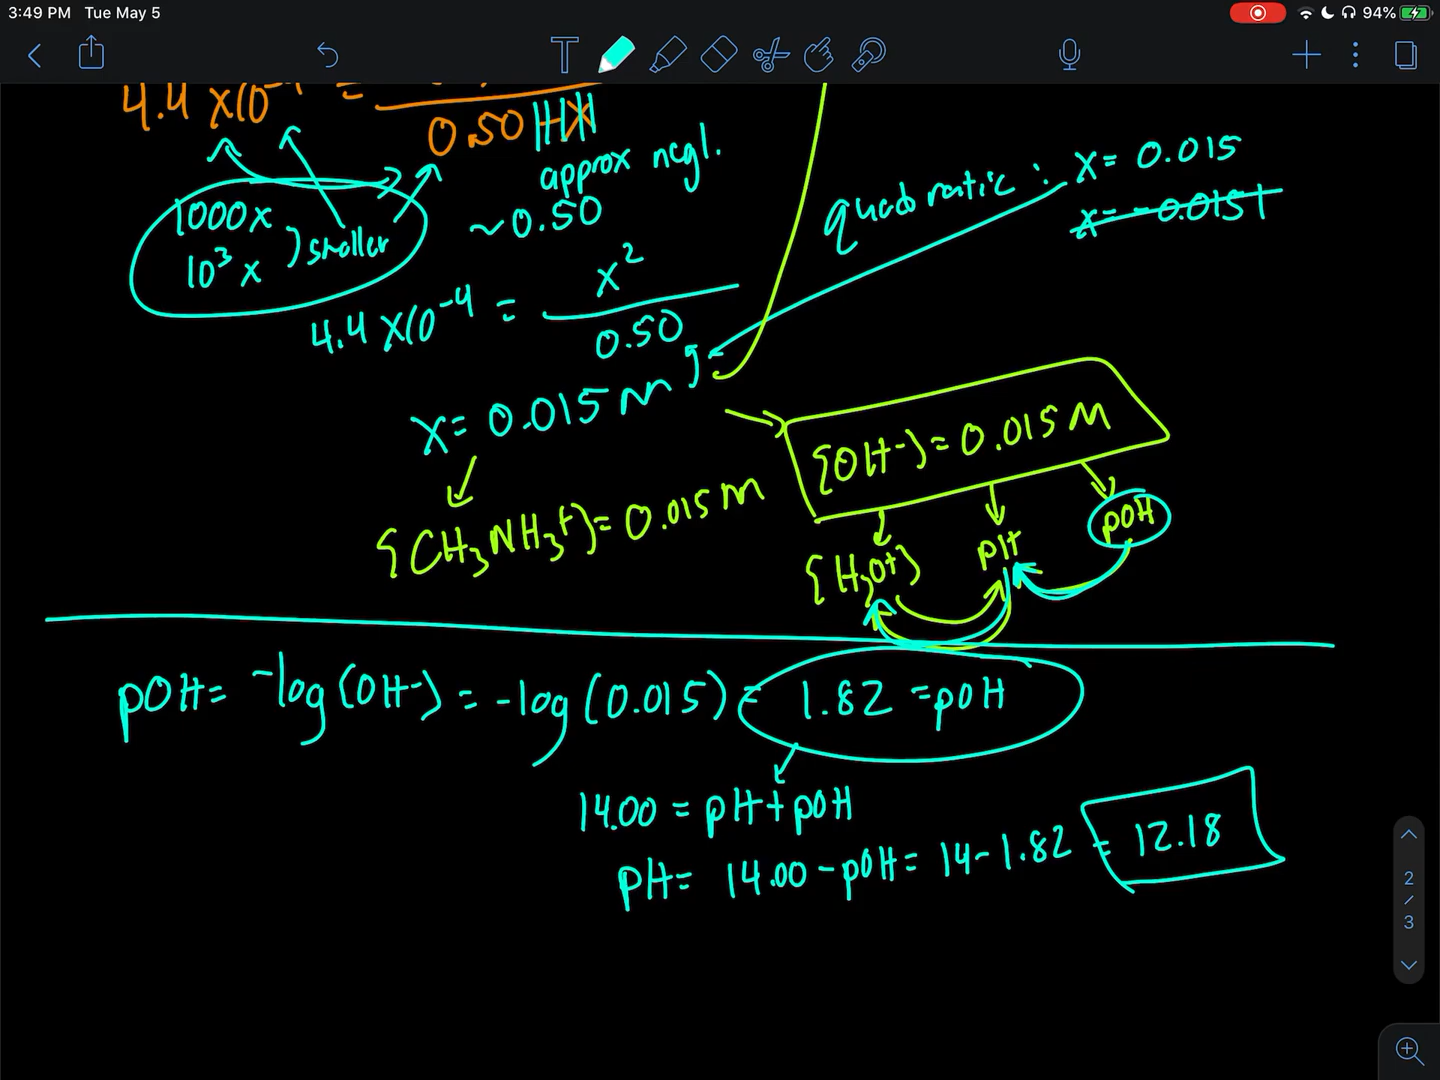 3:49 PM Tue May 5
94%
T
4.4 x10
=
0.50
approx negl.
~0.50
1000x
10³x
) smaller
quadratic : x = 0.015
x = -0.0151
4.4 x10⁻⁴ = x² / 0.50
x = 0.015 M
{OH-} = 0.015 M
{CH₃NH₃+} = 0.015 M
{H₃O+} pH pOH
pOH = -log(OH-) = -log(0.015) = 1.82 = pOH
14.00 = pH + pOH
pH = 14.00 - pOH = 14 - 1.82 = 12.18
2
/
3